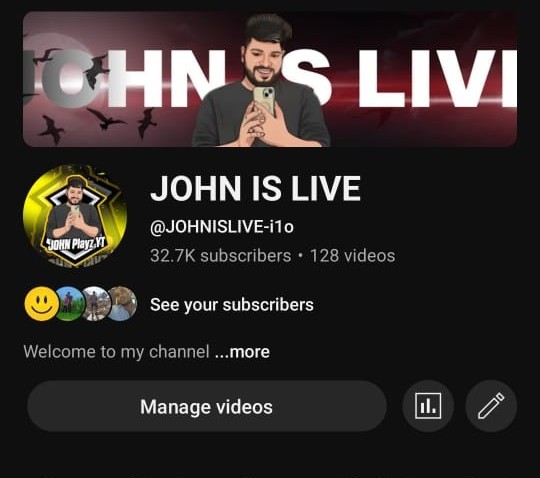 JOHN IS LIVE
JOHN Playz YT
JOHN IS LIVE
@JOHNISLIVE-i1o
32.7K subscribers • 128 videos
See your subscribers
Welcome to my channel ...more
Manage videos